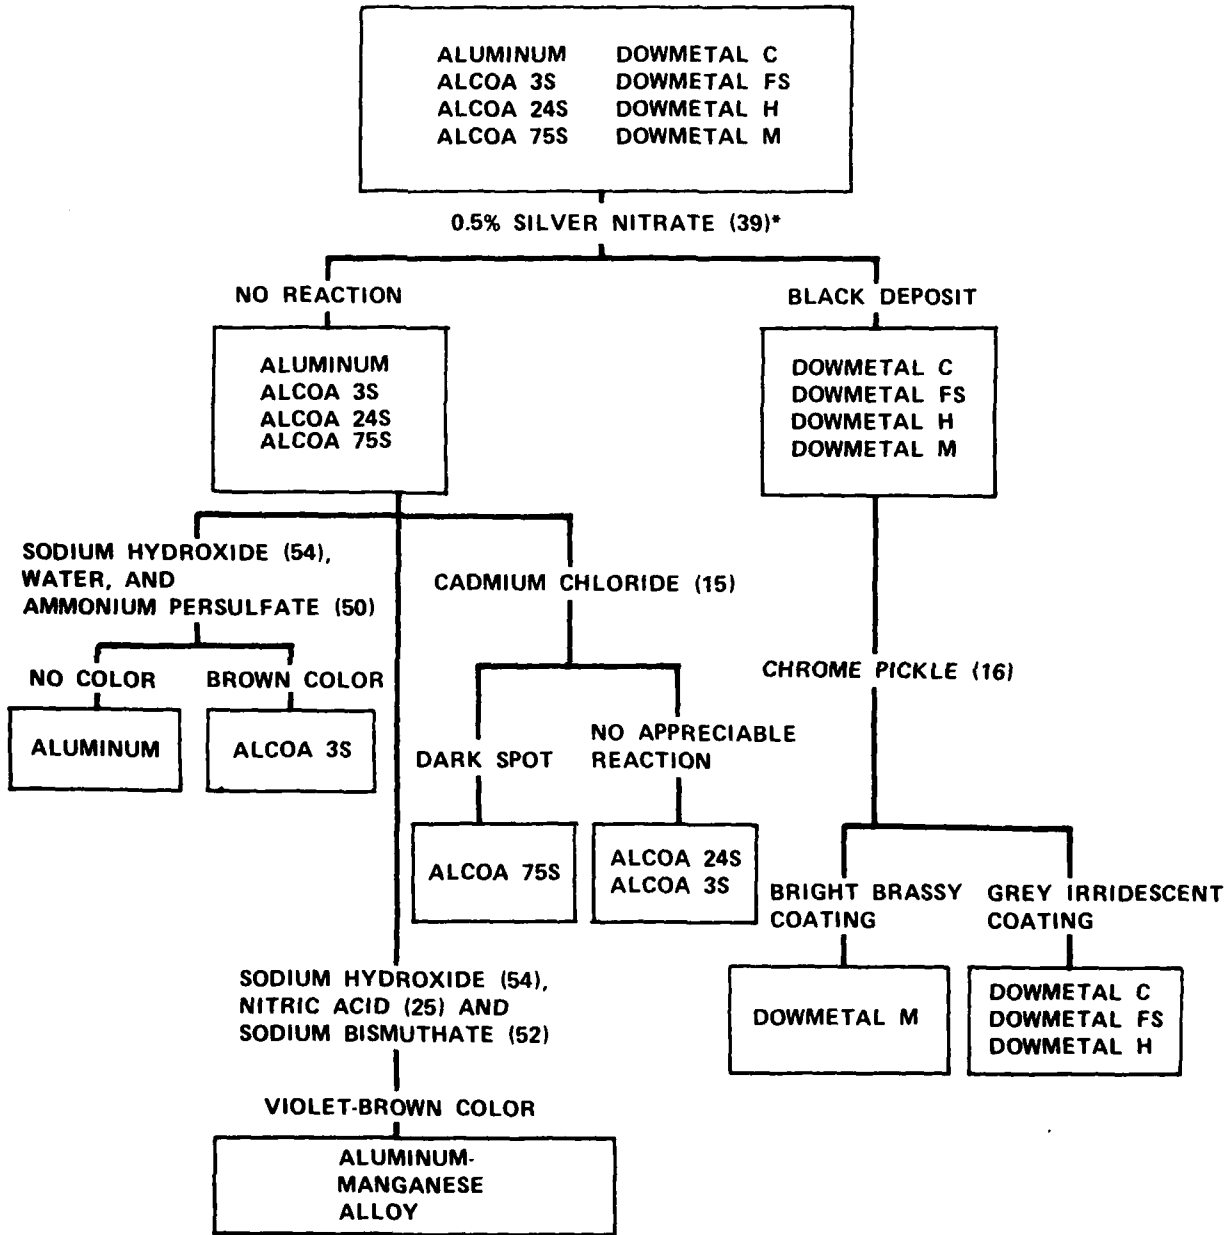 ALUMINUM DOWMETAL C
ALCOA 3S DOWMETAL FS
ALCOA 24S DOWMETAL H
ALCOA 75S DOWMETAL M
0.5% SILVER NITRATE (39)*
NO REACTION
BLACK DEPOSIT
ALUMINUM
ALCOA 3S
ALCOA 24S
ALCOA 75S
DOWMETAL C
DOWMETAL FS
DOWMETAL H
DOWMETAL M
SODIUM HYDROXIDE (54),
WATER, AND
AMMONIUM PERSULFATE (50)
CADMIUM CHLORIDE (15)
CHROME PICKLE (16)
NO COLOR
BROWN COLOR
ALUMINUM
ALCOA 3S
DARK SPOT
NO APPRECIABLE
REACTION
ALCOA 75S
ALCOA 24S
ALCOA 3S
BRIGHT BRASSY
COATING
GREY IRRIDESCENT
COATING
DOWMETAL M
DOWMETAL C
DOWMETAL FS
DOWMETAL H
SODIUM HYDROXIDE (54),
NITRIC ACID (25) AND
SODIUM BISMUTHATE (52)
VIOLET-BROWN COLOR
ALUMINUM-
MANGANESE
ALLOY